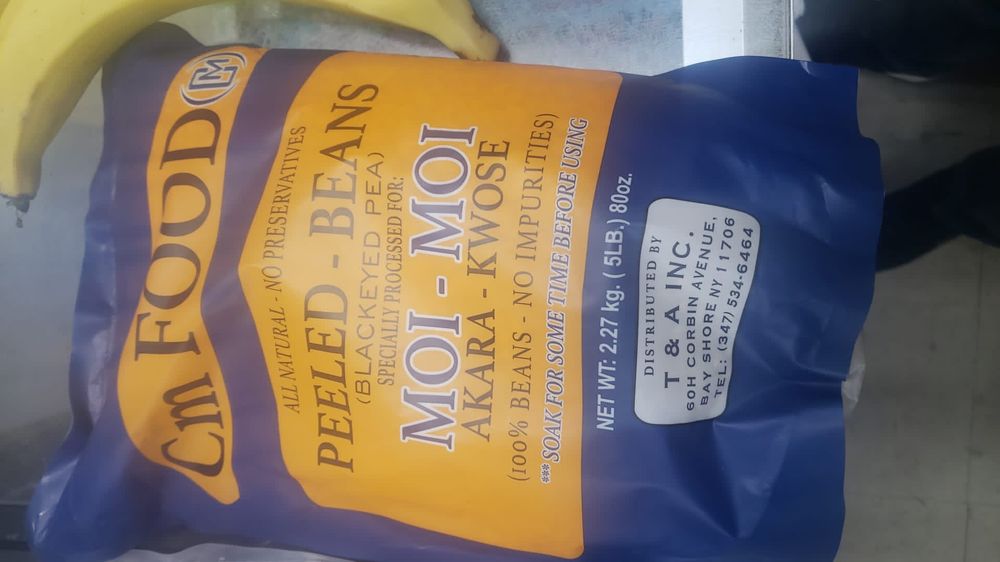 Cm FOOD M
ALL NATURAL - NO PRESERVATIVES
PEELED - BEANS
(BLACKEYED PEA)
SPECIALLY PROCESSED FOR:
MOI - MOI
AKARA - KWOSE
(100% BEANS - NO IMPURITIES)
***SOAK FOR SOME TIME BEFORE USING
NET WT: 2.27 kg. ( 5LB.) 80oz.
DISTRIBUTED BY
T & A INC.
60H CORBIN AVENUE,
BAY SHORE NY 11706
TEL: (347) 534-6464